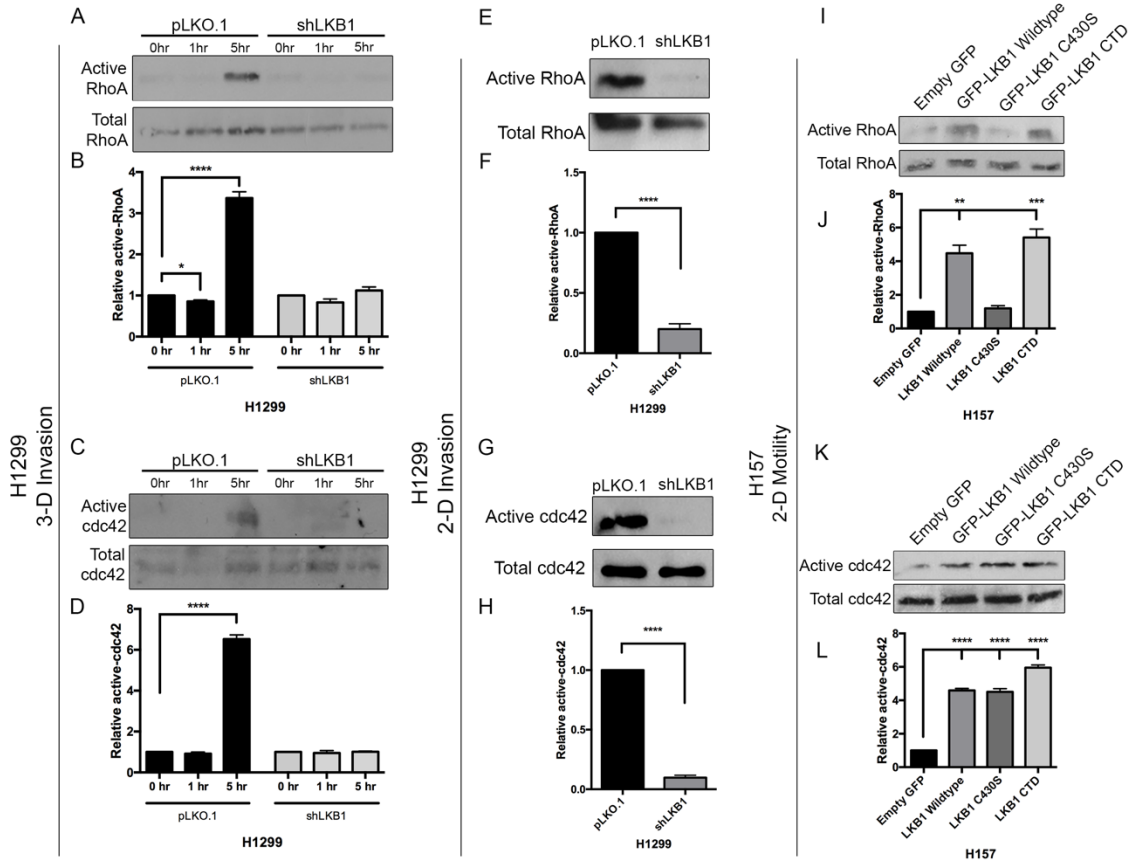 A
pLKO.1 shLKB1
0hr 1hr 5hr 0hr 1hr 5hr
Active
RhoA
Total
RhoA
B
Relative active-RhoA
4
3
2
1
0
****
*
0 hr 1 hr 5 hr 0 hr 1 hr 5 hr
pLKO.1 shLKB1
H1299
H1299
3-D Invasion
C
pLKO.1 shLKB1
0hr 1hr 5hr 0hr 1hr 5hr
Active
cdc42
Total
cdc42
D
Relative active-cdc42
8
6
4
2
0
****
0 hr 1 hr 5 hr 0 hr 1 hr 5 hr
pLKO.1 shLKB1
H1299
E
pLKO.1 shLKB1
Active RhoA
Total RhoA
F
Relative active-RhoA
1.5
1.0
0.5
0.0
****
pLKO.1 shLKB1
H1299
H1299
2-D Invasion
G
pLKO.1 shLKB1
Active cdc42
Total cdc42
H
Relative active-cdc42
1.5
1.0
0.5
0.0
****
pLKO.1 shLKB1
H1299
I
Empty GFP
GFP-LKB1 Wildtype
GFP-LKB1 C430S
GFP-LKB1 CTD
Active RhoA
Total RhoA
J
Relative active-RhoA
8
6
4
2
0
** ***
Empty GFP
LKB1 Wildtype
LKB1 C430S
LKB1 CTD
H157
H157
2-D Motility
K
Empty GFP
GFP-LKB1 Wildtype
GFP-LKB1 C430S
GFP-LKB1 CTD
Active cdc42
Total cdc42
L
Relative active-cdc42
8
6
4
2
0
**** **** ****
Empty GFP
LKB1 Wildtype
LKB1 C430S
LKB1 CTD
H157